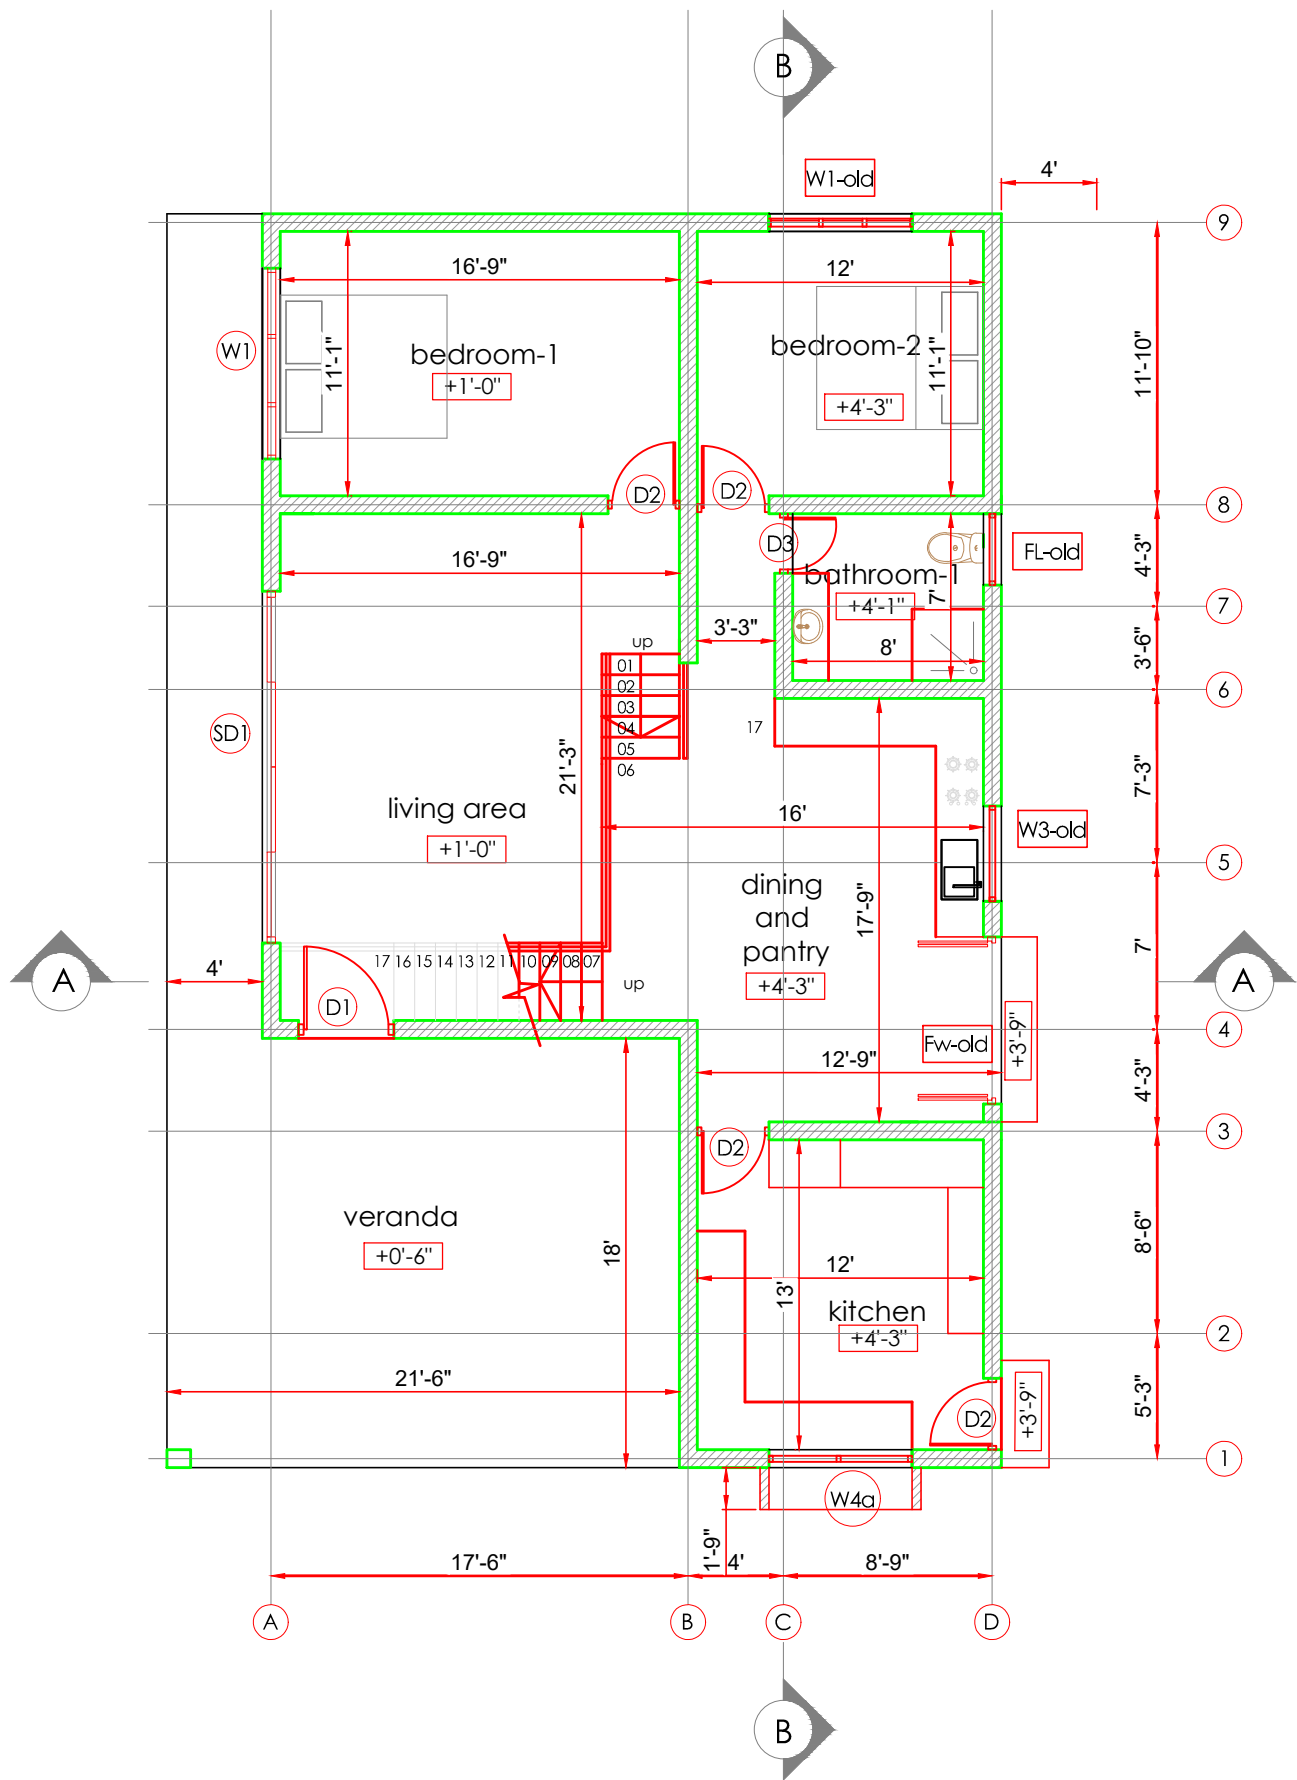 B
W1-old
4'
9
16'-9"
12'
W1
11'-1"
bedroom-1
+1'-0"
bedroom-2
+4'-3"
11'-1"
11'-10"
D2
D2
8
D3
FL-old
4'-3"
16'-9"
bathroom-1
+4'-1"
7'
7
3'-3"
8'
3'-6"
up
01
02
03
04
05
06
6
17
SD1
21'-3"
7'-3"
living area
+1'-0"
16'
W3-old
5
dining
and
pantry
+4'-3"
17'-9"
7'
A
4'
17 16 15 14 13 12 11 10 09 08 07
up
A
D1
4
Fw-old
+3'-9"
12'-9"
4'-3"
3
D2
veranda
+0'-6"
18'
8'-6"
12'
13'
kitchen
+4'-3"
2
21'-6"
D2
+3'-9"
5'-3"
1
W4a
1'-9"
17'-6"
4'
8'-9"
A
B
C
D
B